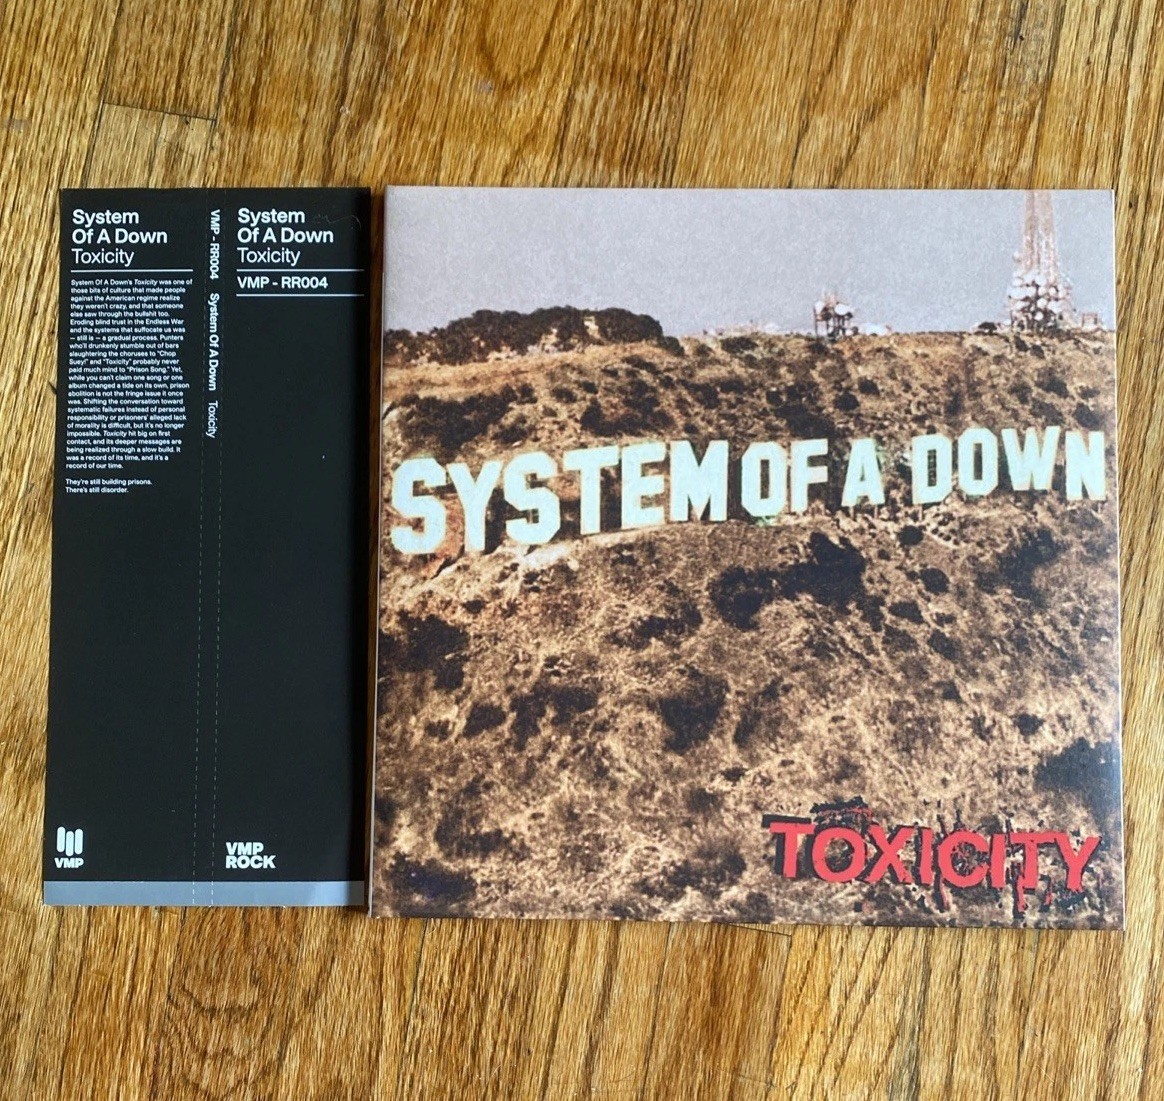 System
Of A Down
Toxicity
System Of A Down's Toxicity was one of
those bits of culture that made people
against the American regime realize
they weren't crazy, and that someone
else saw through the bullshit too.
Eroding blind trust in the Endless War
and the systems that suffocate us was
— still is — a gradual process. Punters
who'll drunkenly stumble out of bars
slaughtering the choruses to "Chop
Suey!" and "Toxicity" probably never
paid much mind to "Prison Song." Yet,
while you can't claim one song or one
album changed a tide on its own, prison
abolition is not the fringe issue it once
was. Shifting the conversation toward
systematic failures instead of personal
responsibility or prisoners' alleged lack
of morality is difficult, but it's no longer
impossible. Toxicity hit big on first
contact, and its deeper messages are
being realized through a slow build. It
was a record of its time, and it's a
record of our time.
They're still building prisons.
There's still disorder.
VMP
VMP - RR004 System Of A Down Toxicity
System
Of A Down
Toxicity
VMP - RR004
VMP
ROCK
SYSTEM OF A DOWN
TOXICITY